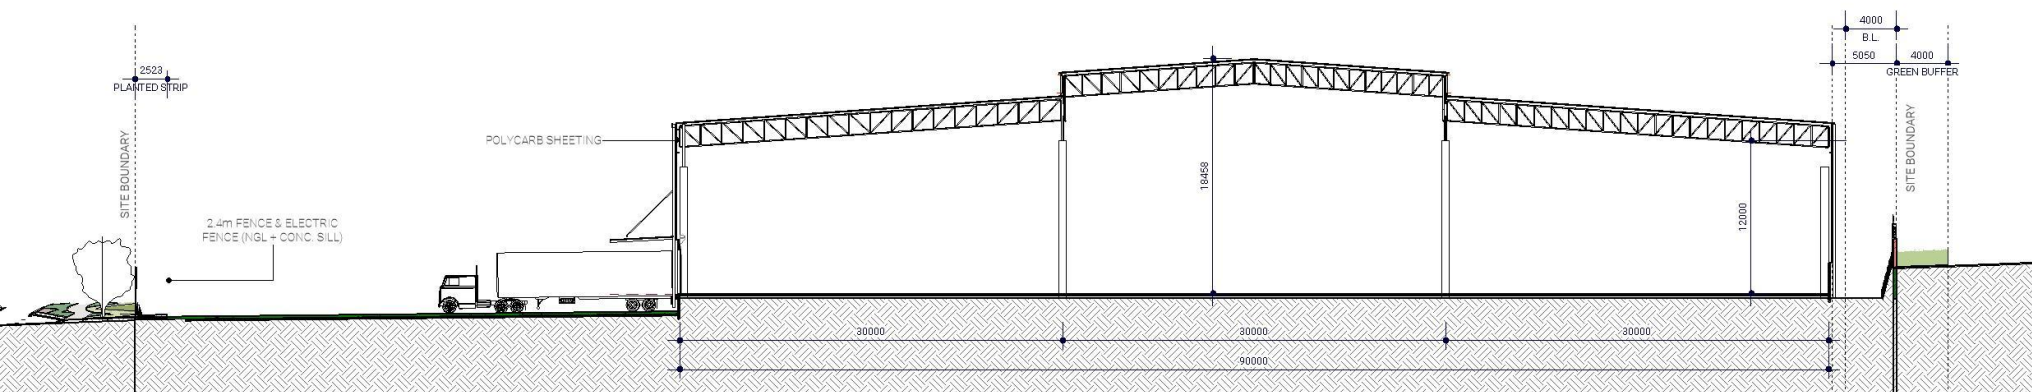 4000
B.L.
2523
5050
4000
PLANTED STRIP
GREEN BUFFER
POLYCARB SHEETING
SITE BOUNDARY
SITE BOUNDARY
18458
12000
2.4m FENCE & ELECTRIC
FENCE (NGL + CONC. SILL)
30000
30000
30000
90000